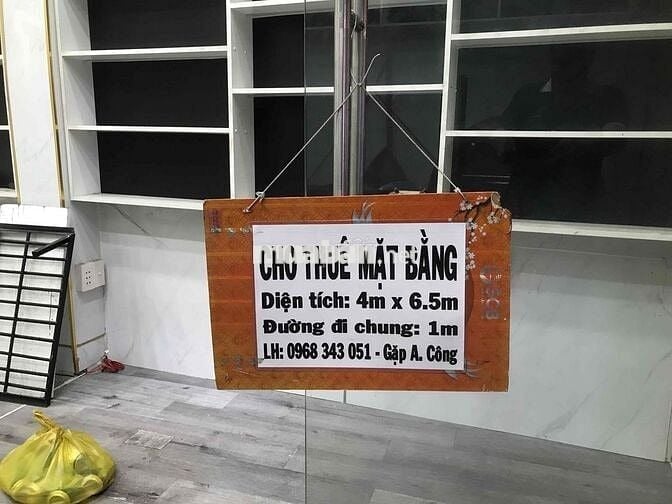 CHO THUÊ MẶT BẰNG
Diện tích: 4m x 6.5m
Đường đi chung: 1m
LH: 0968 343 051 - Gặp A. Công